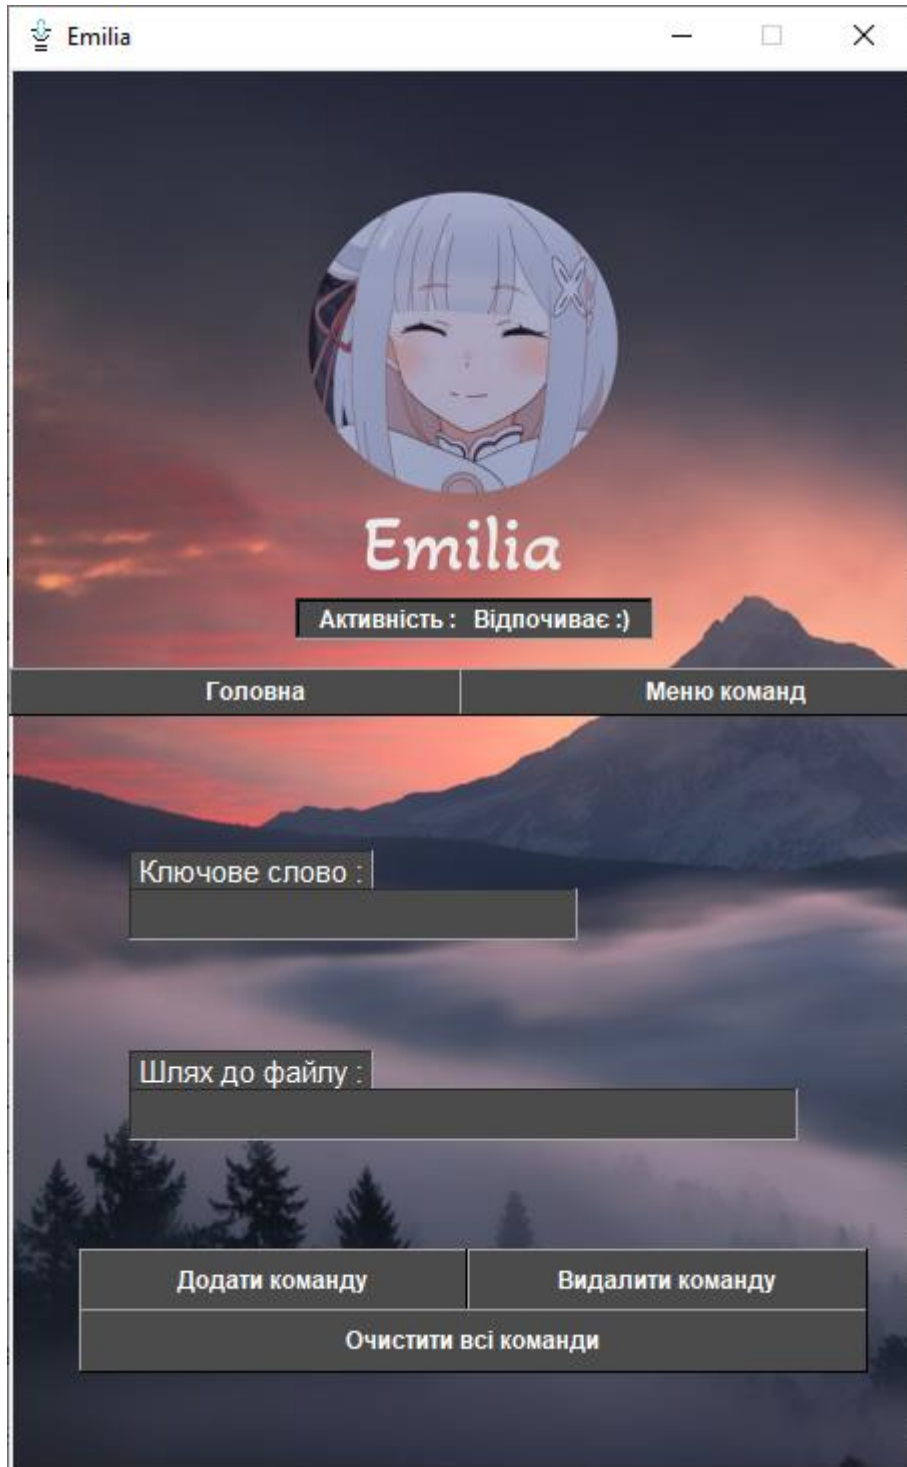 Emilia
Emilia
Активність : Відпочиває :)
Головна Меню команд
Ключове слово :
Шлях до файлу :
Додати команду Видалити команду
Очистити всі команди